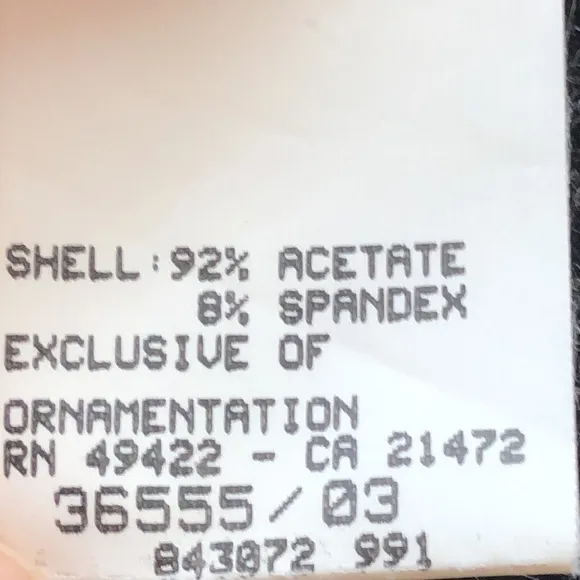 SHELL:92% ACETATE
8% SPANDEX
EXCLUSIVE OF
ORNAMENTATION
RN 49422 - CA 21472
36555/03
843072 991